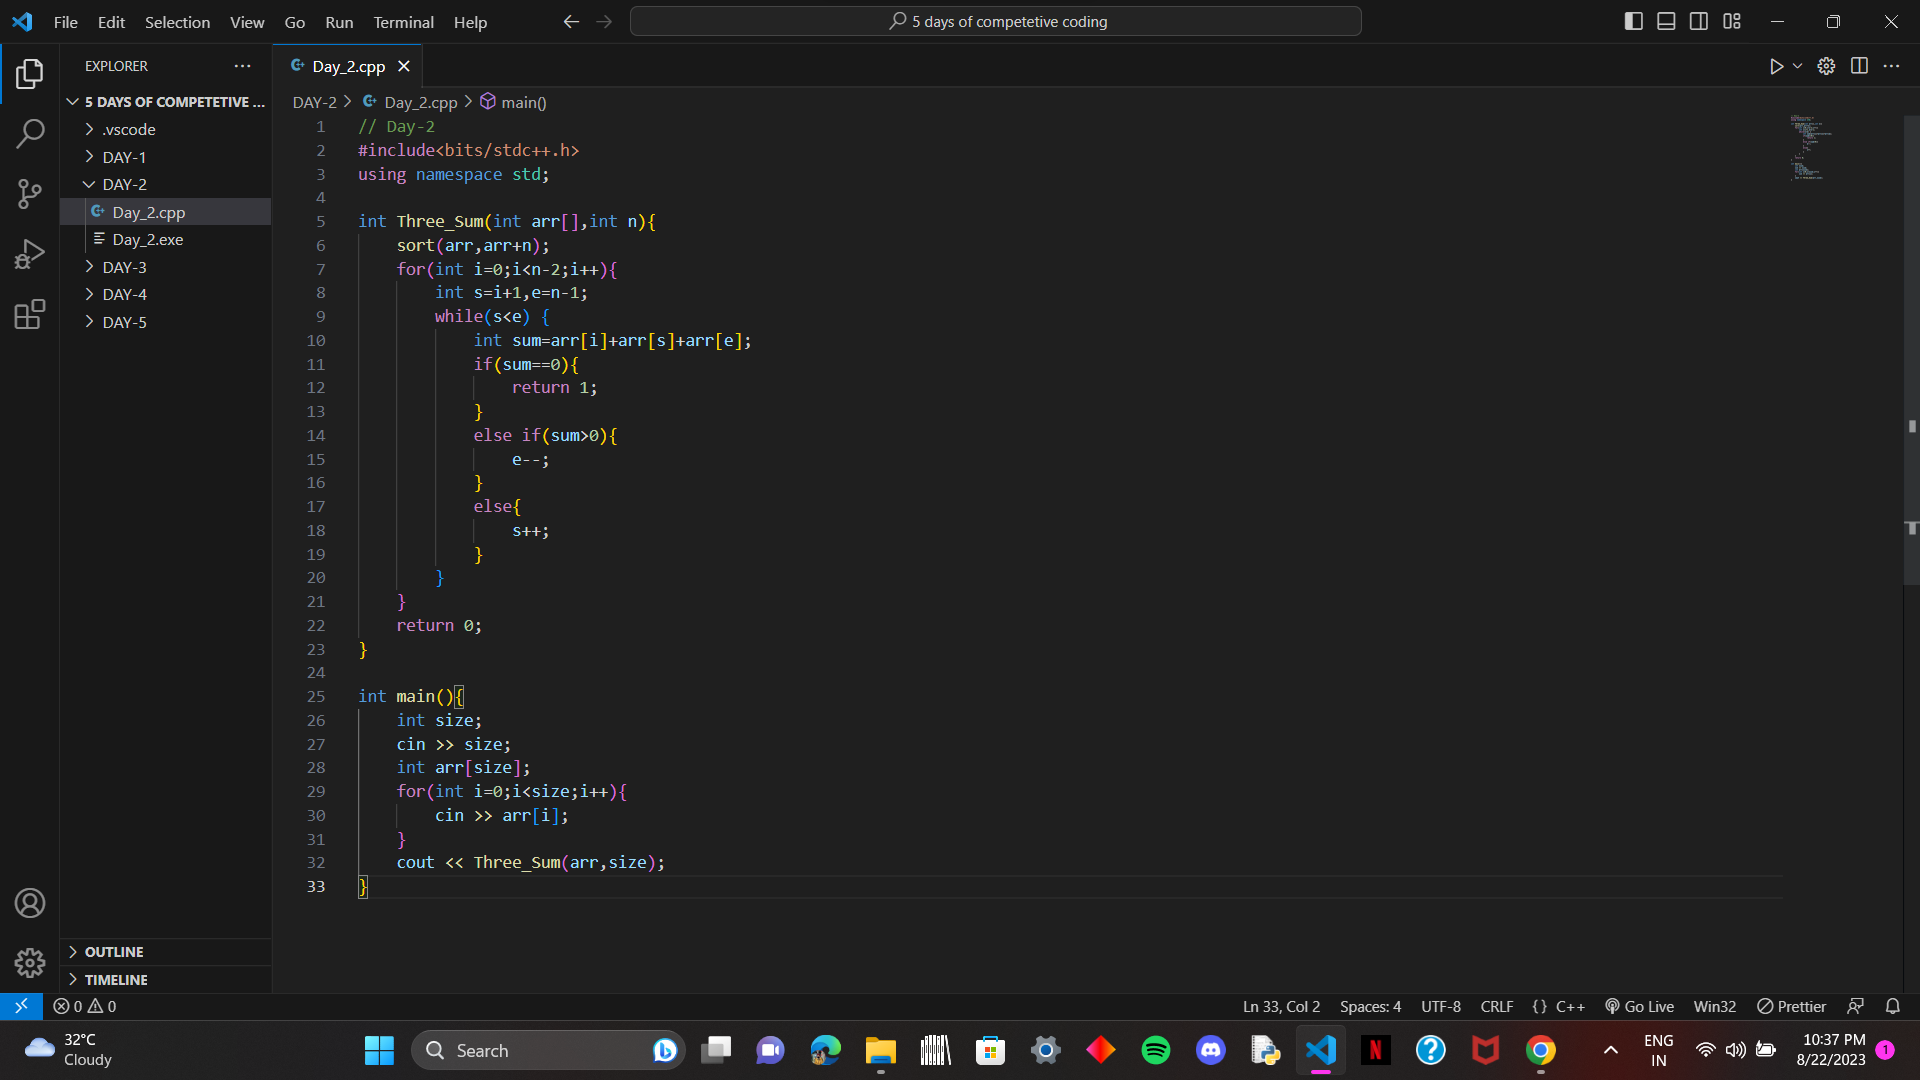 File Edit Selection View Go Run Terminal Help
5 days of competetive coding
EXPLORER
5 DAYS OF COMPETETIVE ...
.vscode
DAY-1
DAY-2
Day_2.cpp
Day_2.exe
DAY-3
DAY-4
DAY-5
OUTLINE
TIMELINE
Day_2.cpp
DAY-2 > Day_2.cpp > main()
1 // Day-2
2 #include<bits/stdc++.h>
3 using namespace std;
4
5 int Three_Sum(int arr[],int n){
6     sort(arr,arr+n);
7     for(int i=0;i<n-2;i++){
8         int s=i+1,e=n-1;
9         while(s<e) {
10             int sum=arr[i]+arr[s]+arr[e];
11             if(sum==0){
12                 return 1;
13             }
14             else if(sum>0){
15                 e--;
16             }
17             else{
18                 s++;
19             }
20         }
21     }
22     return 0;
23 }
24
25 int main(){
26     int size;
27     cin >> size;
28     int arr[size];
29     for(int i=0;i<size;i++){
30         cin >> arr[i];
31     }
32     cout << Three_Sum(arr,size);
33 }
0 0 Ln 33, Col 2 Spaces: 4 UTF-8 CRLF {} C++ Go Live Win32 Prettier
32°C
Cloudy
Search
N
ENG
IN
10:37 PM
8/22/2023
1